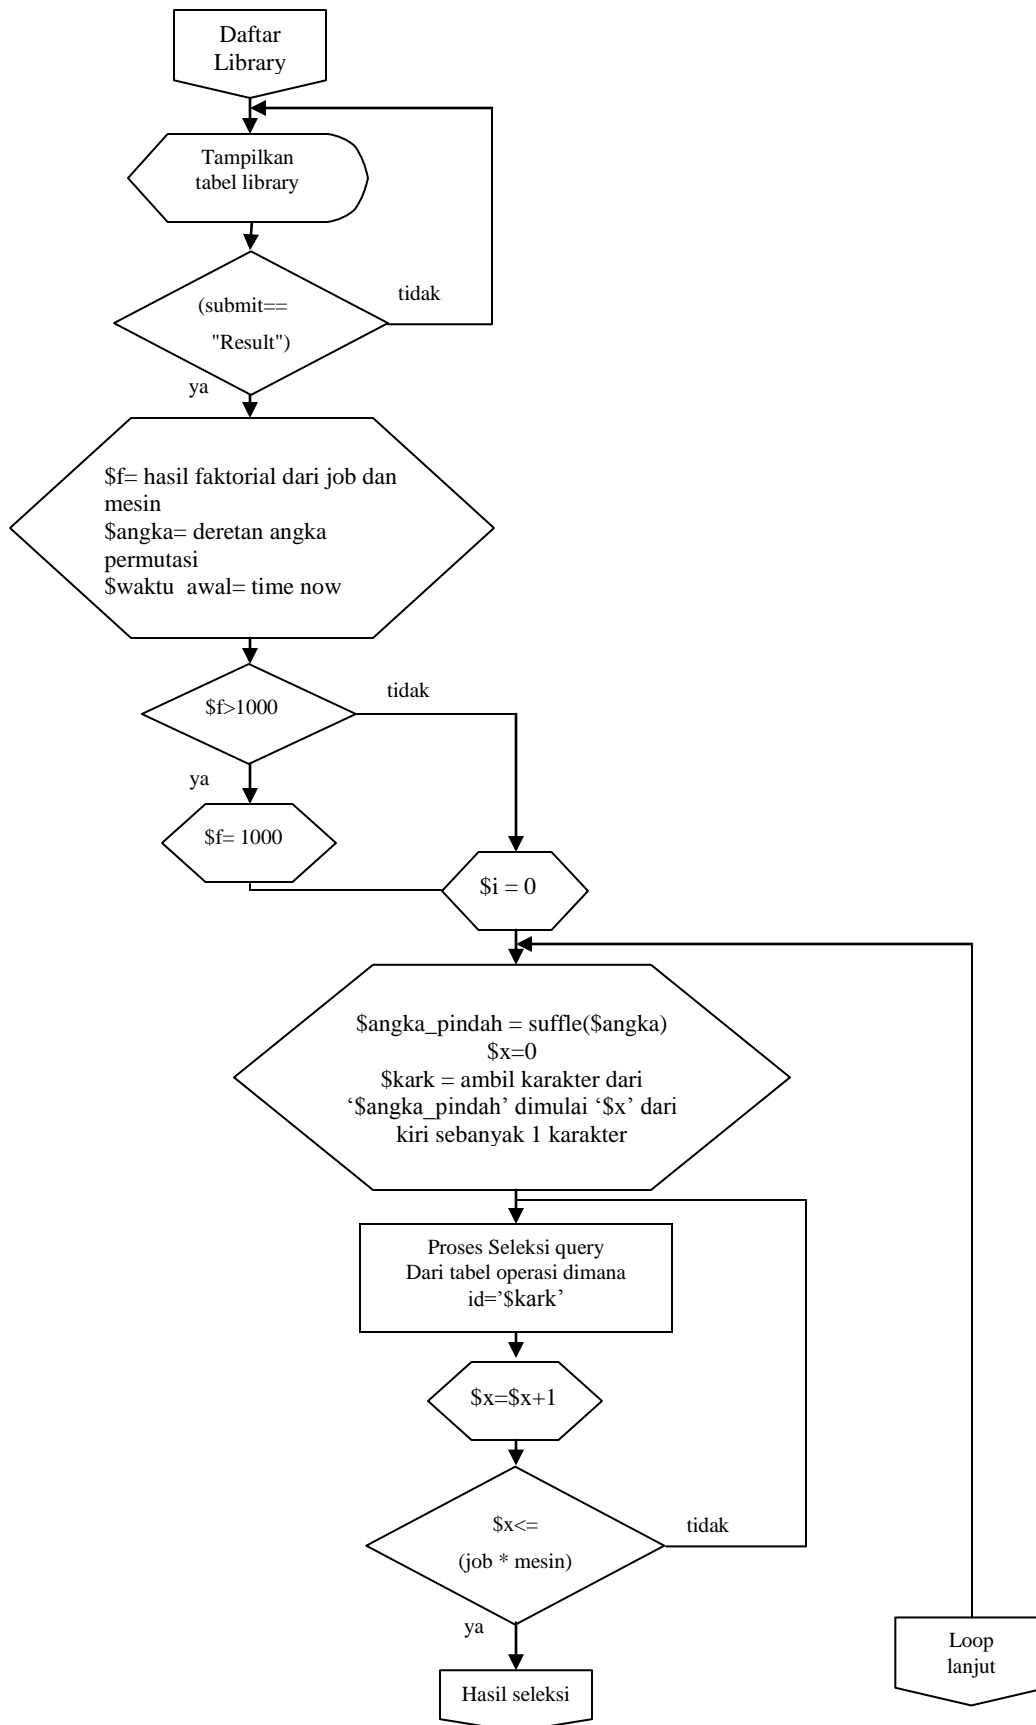 Daftar
Library
Tampilkan
tabel library
(submit==
"Result")
tidak
ya
$f= hasil faktorial dari job dan
mesin
$angka= deretan angka
permutasi
$waktu  awal= time now
$f>1000
tidak
ya
$f= 1000
$i = 0
$angka_pindah = suffle($angka)
$x=0
$kark = ambil karakter dari
‘$angka_pindah’ dimulai ‘$x’ dari
kiri sebanyak 1 karakter
Proses Seleksi query
Dari tabel operasi dimana
id=’$kark’
$x=$x+1
$x<=
(job * mesin)
tidak
ya
Hasil seleksi
Loop
lanjut